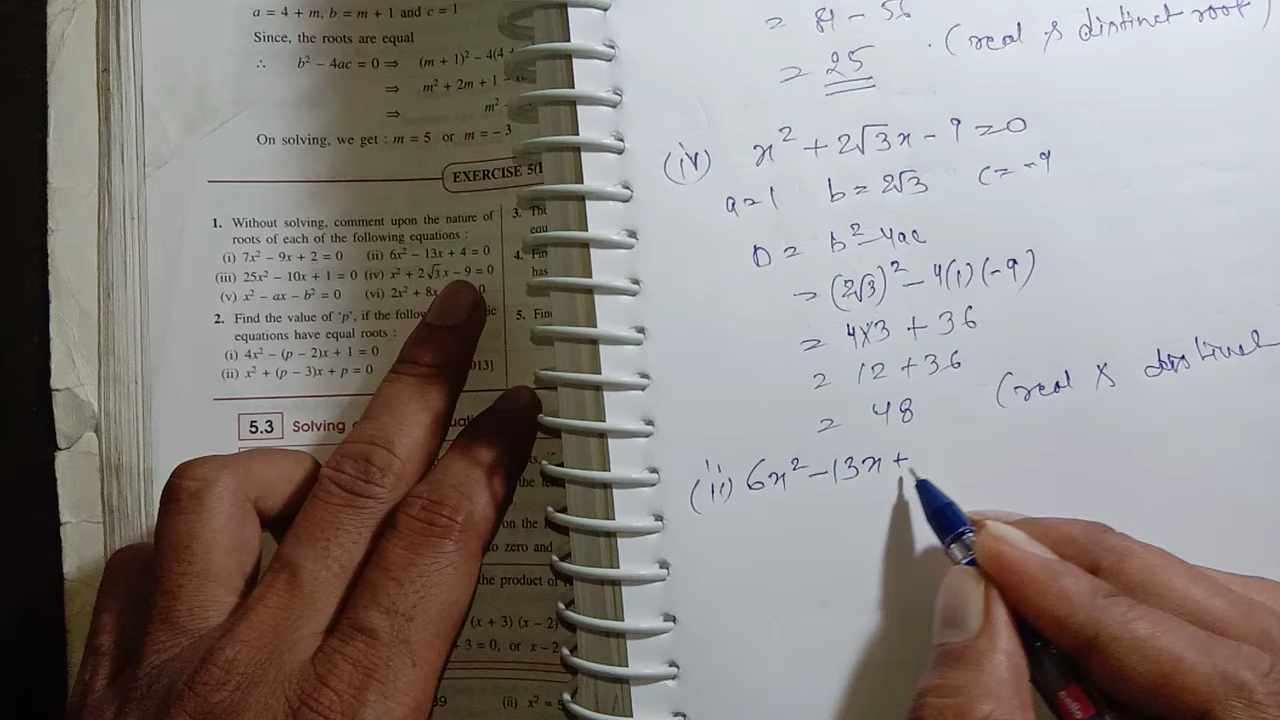 a = 4 + m, b = m + 1 and c = 1
Since, the roots are equal
∴ b² − 4ac = 0 ⇒ (m + 1)² − 4(4
⇒ m² + 2m + 1 −
⇒ m² −
On solving, we get : m = 5 or m = − 3
EXERCISE 5(
1. Without solving, comment upon the nature of
roots of each of the following equations :
(i) 7x² − 9x + 2 = 0 (ii) 6x² − 13x + 4 = 0
(iii) 25x² − 10x + 1 = 0 (iv) x² + 2√3x − 9 = 0
(v) x² − ax − b² = 0 (vi) 2x² + 8x 0
2. Find the value of ‘p’, if the follow ic
equations have equal roots :
(i) 4x² − (p − 2)x + 1 = 0
(ii) x² + (p − 3)x + p = 0 013]
3. The
equ
4. Fin
has
5. Find
5.3 Solving
on the
to zero and
the product of
(x + 3) (x − 2)
+ 3 = 0, or x − 2
39 (ii) x² =
= 81 − 56
= 25 (real & distinct root)
(iv) x² + 2√3x − 9 = 0
a = 1 b = 2√3 c = −9
D = b² − 4ac
= (2√3)² − 4(1)(−9)
= 4×3 + 36
= 12 + 36
= 48 (real & distinct
(ii) 6x² − 13x +